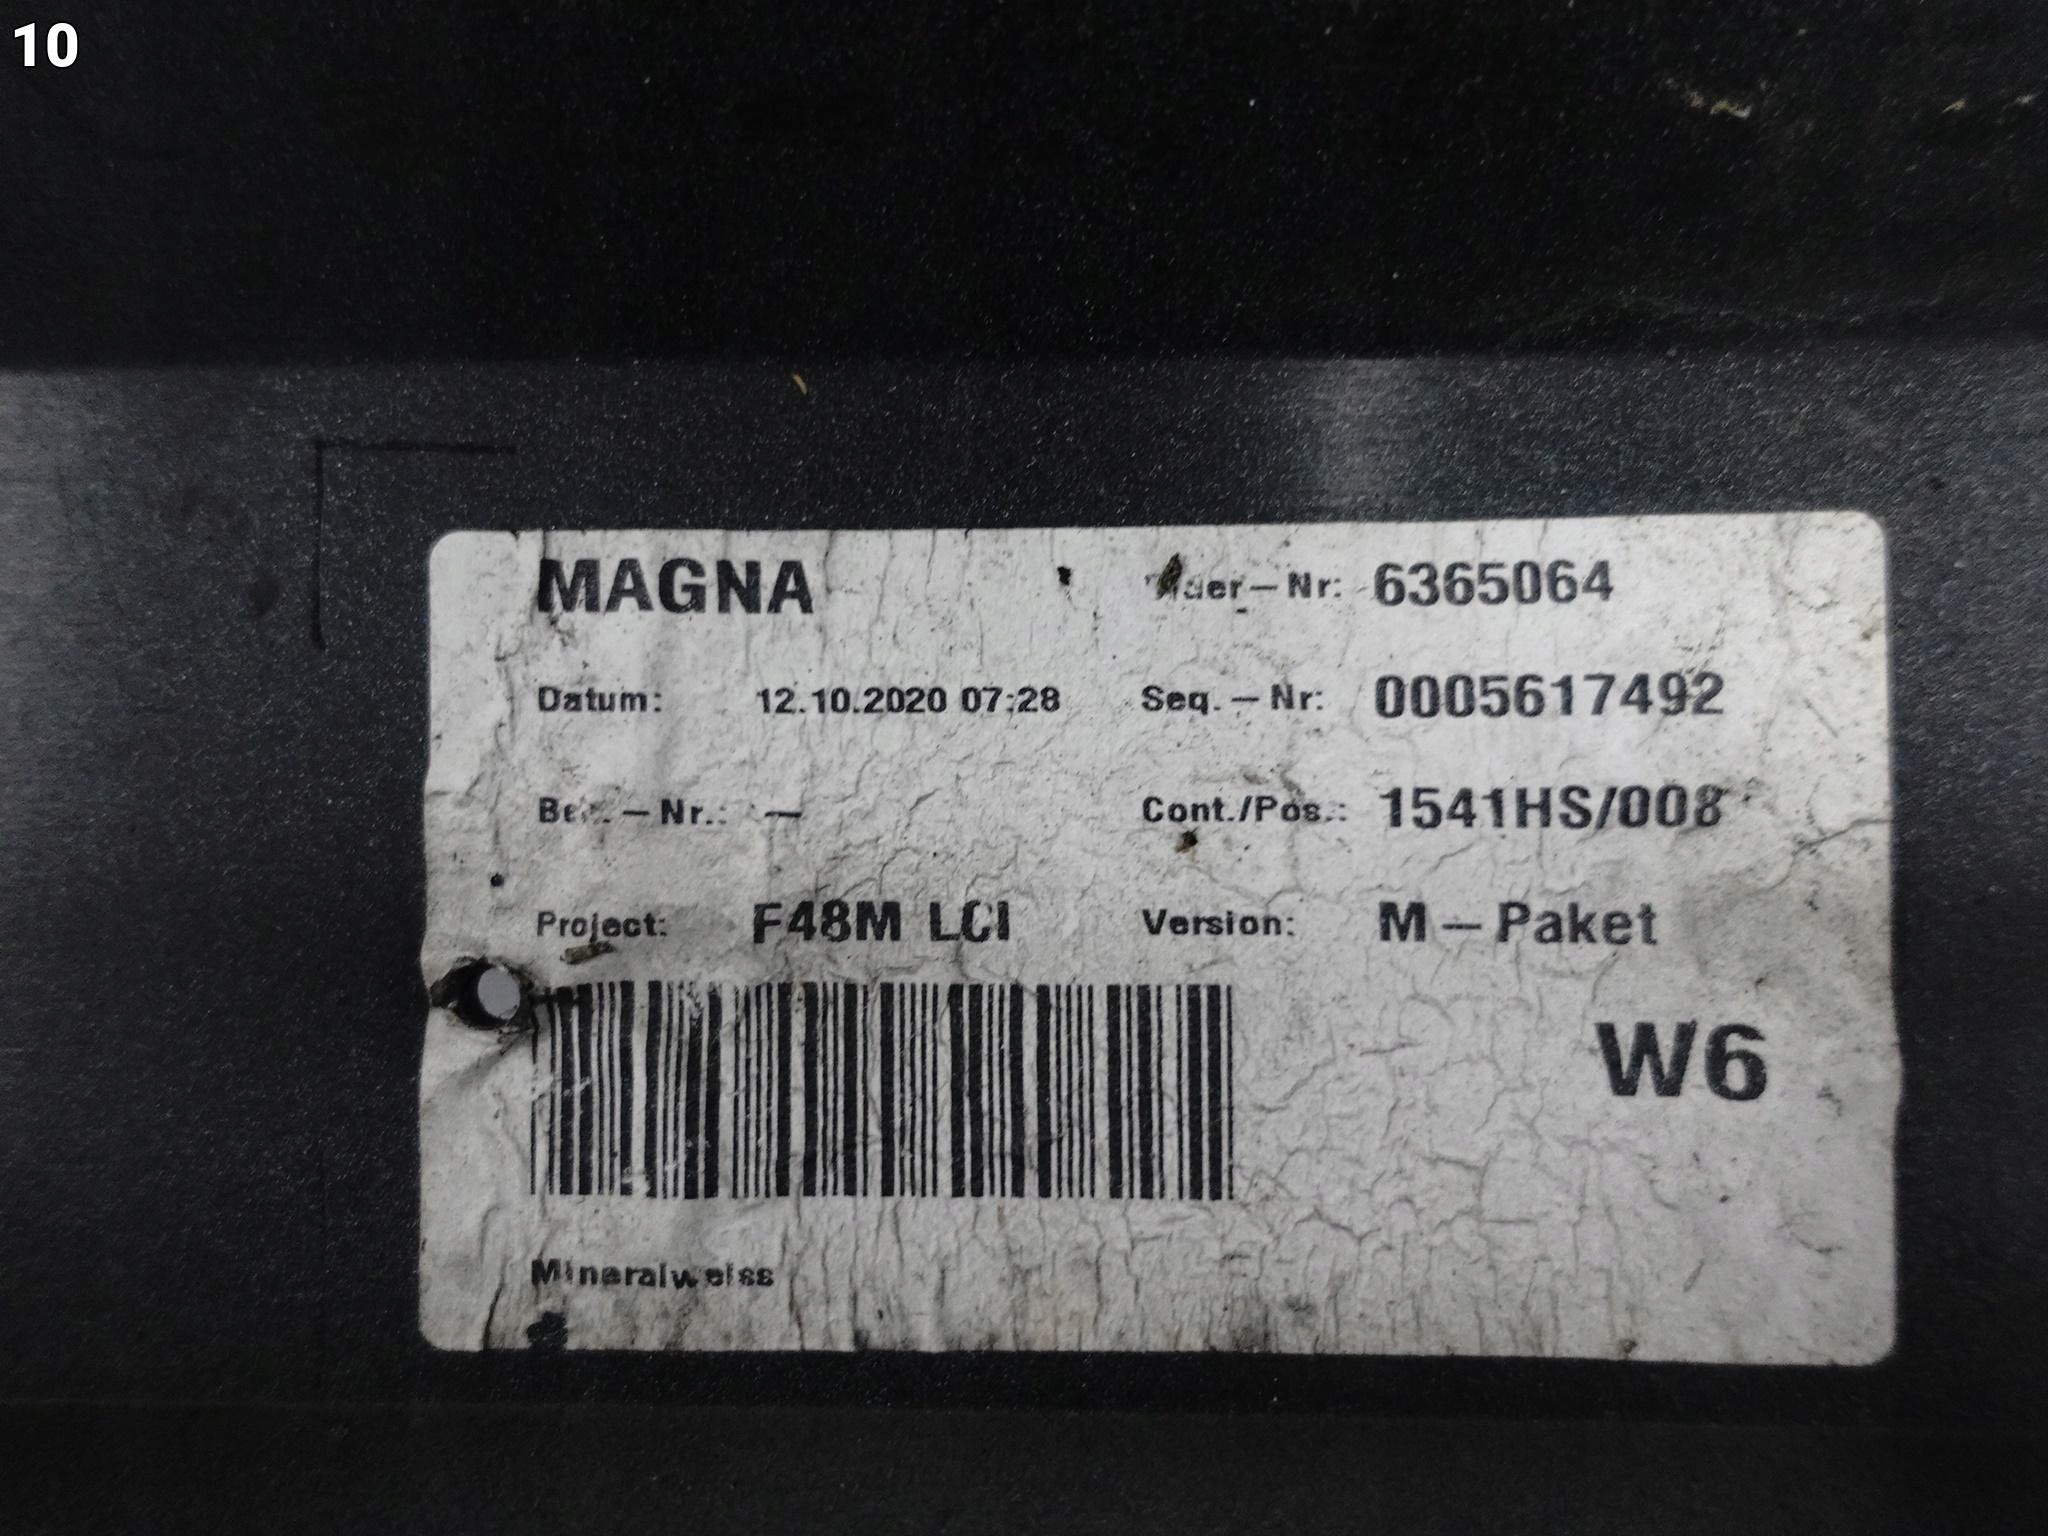 10
MAGNA
-Nr: 6365064
Datum: 12.10.2020 07:28 Seq.-Nr: 0005617492
-Nr.: — Cont./Pos.: 1541HS/008
Project: F48M LCI Version: M-Paket
W6
Mineralweiss